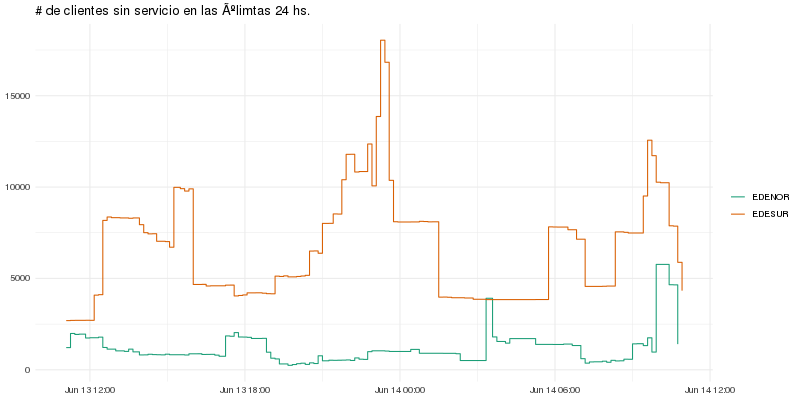 # de clientes sin servicio en las Ãºlimtas 24 hs.
15000
10000
5000
0
Jun 13 12:00
Jun 13 18:00
Jun 14 00:00
Jun 14 06:00
Jun 14 12:00
EDENOR
EDESUR